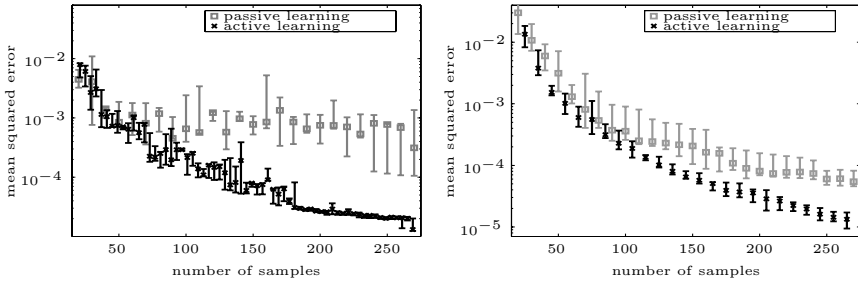 passive learning
active learning
mean squared error
10⁻²
10⁻³
10⁻⁴
50 100 150 200 250
number of samples
passive learning
active learning
mean squared error
10⁻²
10⁻³
10⁻⁴
10⁻⁵
50 100 150 200 250
number of samples